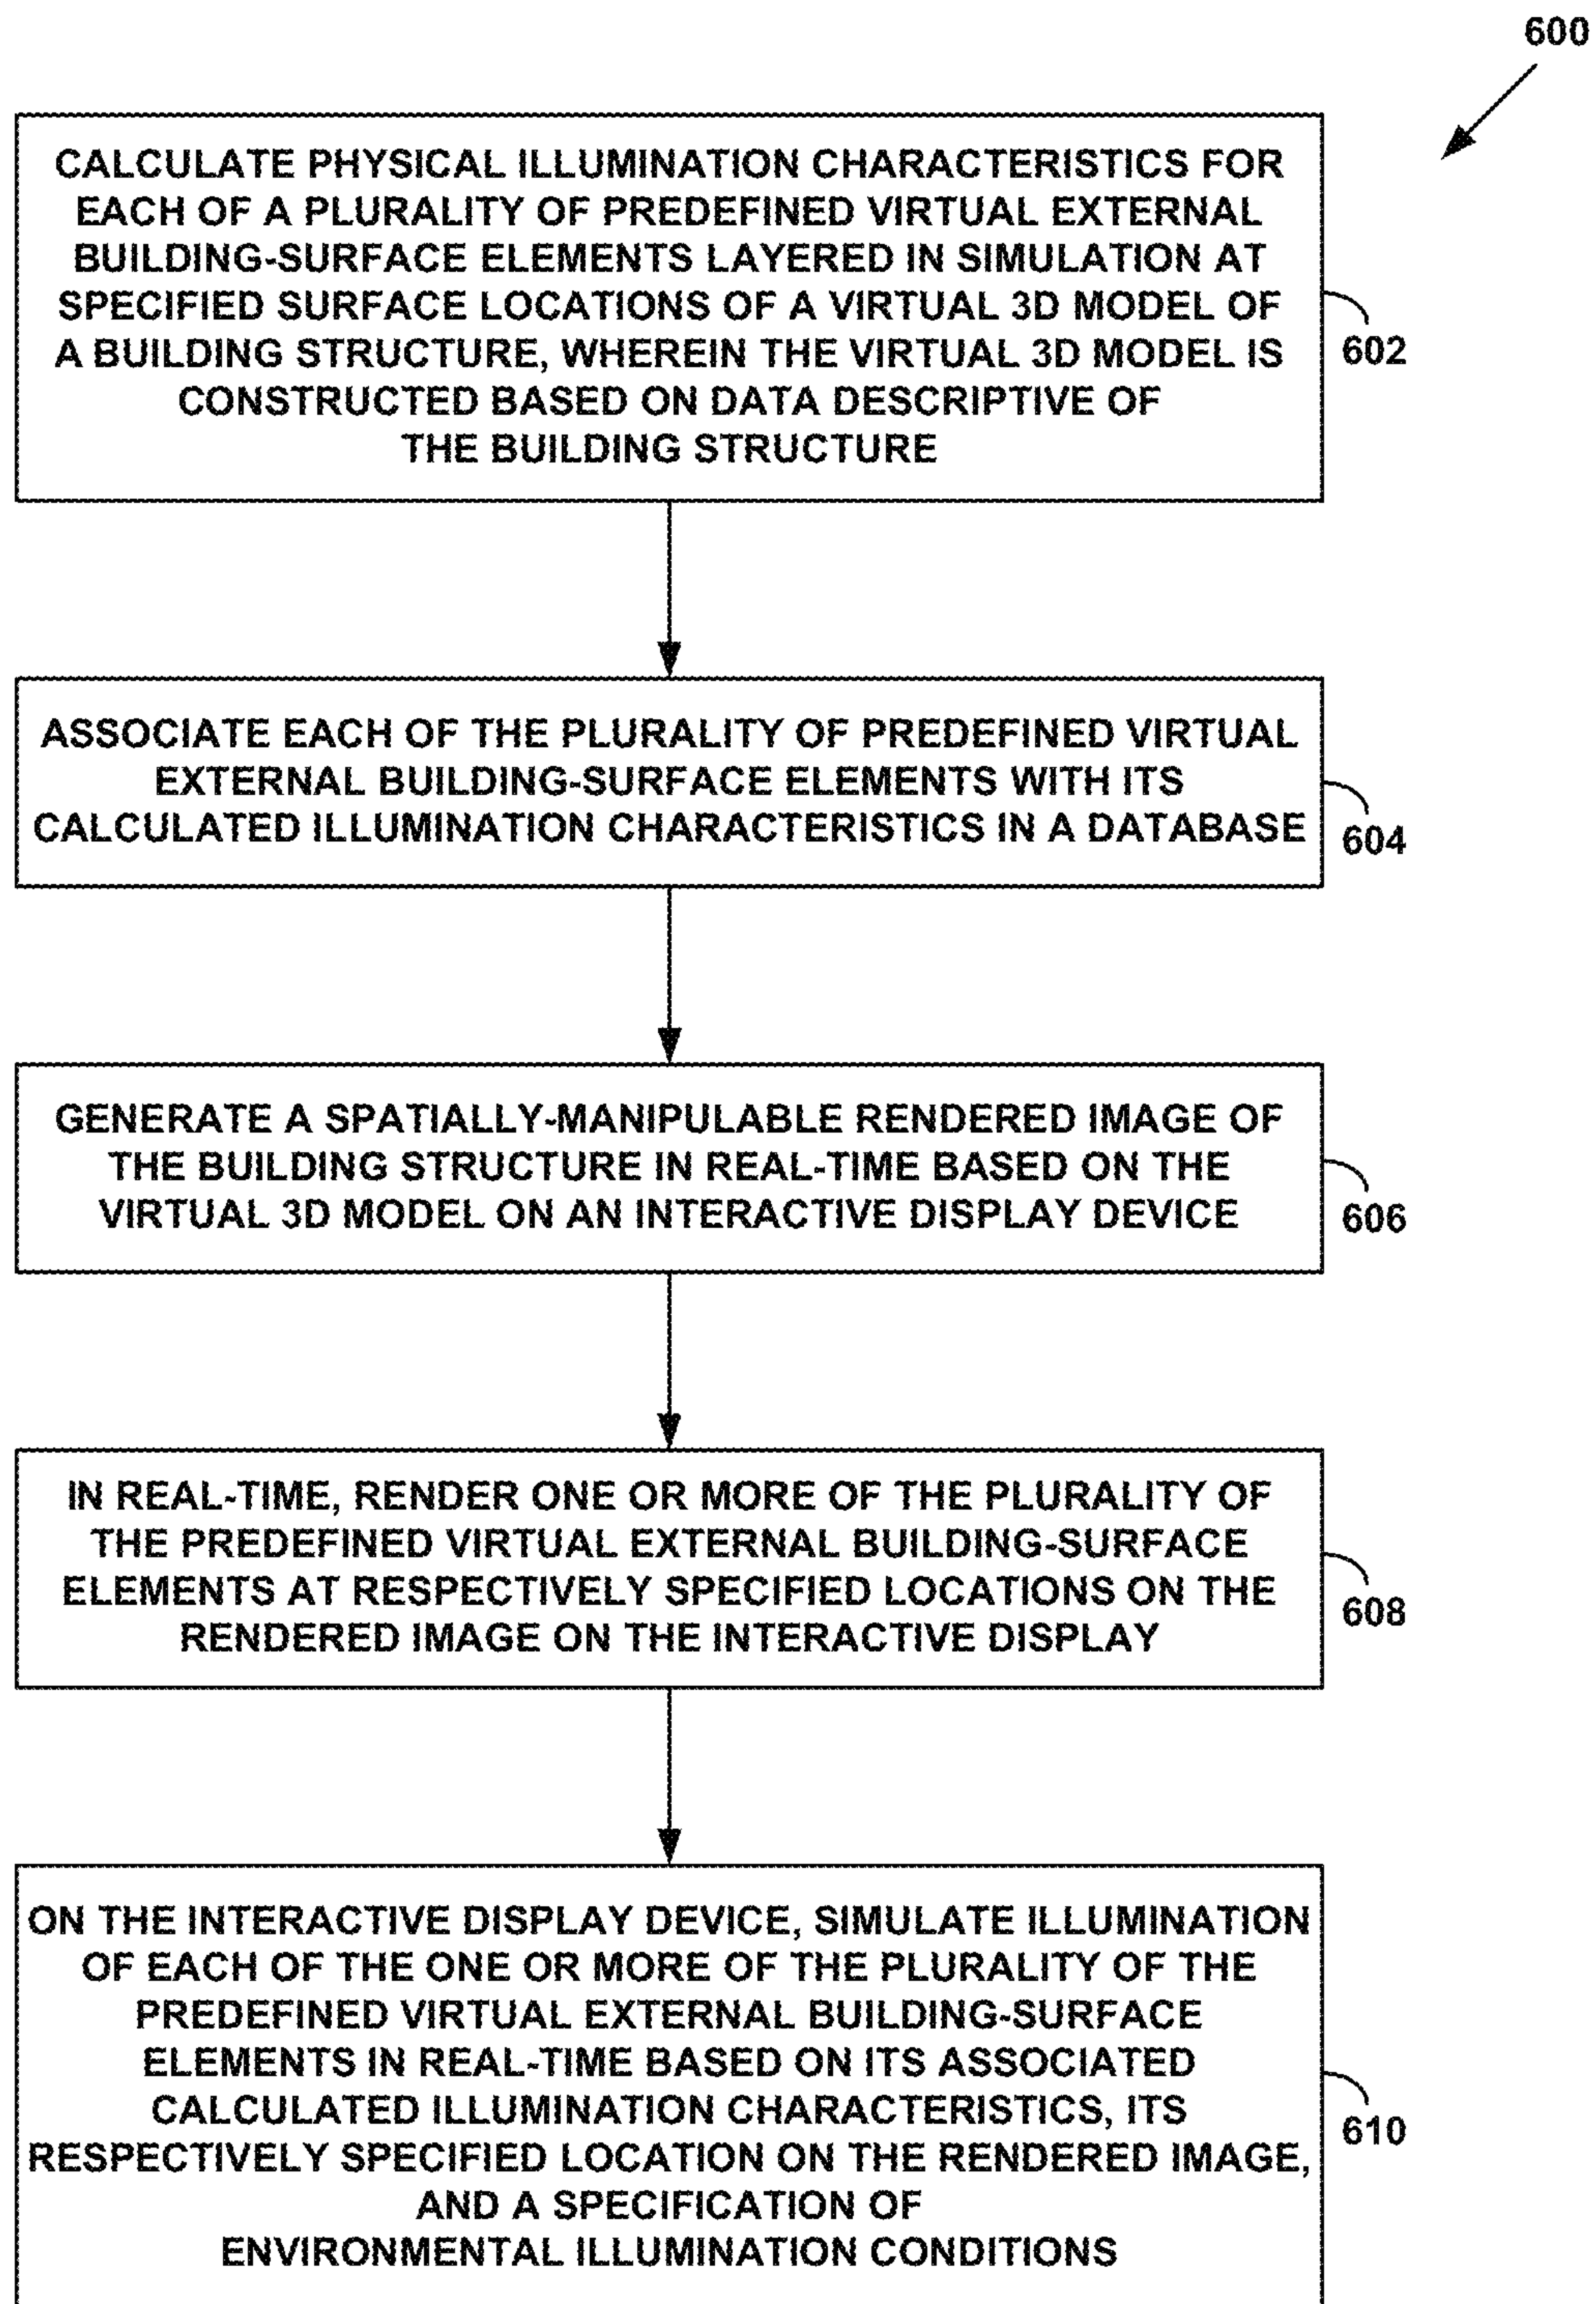 600
CALCULATE PHYSICAL ILLUMINATION CHARACTERISTICS FOR
EACH OF A PLURALITY OF PREDEFINED VIRTUAL EXTERNAL
BUILDING-SURFACE ELEMENTS LAYERED IN SIMULATION AT
SPECIFIED SURFACE LOCATIONS OF A VIRTUAL 3D MODEL OF
A BUILDING STRUCTURE, WHEREIN THE VIRTUAL 3D MODEL IS
CONSTRUCTED BASED ON DATA DESCRIPTIVE OF
THE BUILDING STRUCTURE
602
ASSOCIATE EACH OF THE PLURALITY OF PREDEFINED VIRTUAL
EXTERNAL BUILDING-SURFACE ELEMENTS WITH ITS
CALCULATED ILLUMINATION CHARACTERISTICS IN A DATABASE
604
GENERATE A SPATIALLY-MANIPULABLE RENDERED IMAGE OF
THE BUILDING STRUCTURE IN REAL-TIME BASED ON THE
VIRTUAL 3D MODEL ON AN INTERACTIVE DISPLAY DEVICE
606
IN REAL-TIME, RENDER ONE OR MORE OF THE PLURALITY OF
THE PREDEFINED VIRTUAL EXTERNAL BUILDING-SURFACE
ELEMENTS AT RESPECTIVELY SPECIFIED LOCATIONS ON THE
RENDERED IMAGE ON THE INTERACTIVE DISPLAY
608
ON THE INTERACTIVE DISPLAY DEVICE, SIMULATE ILLUMINATION
OF EACH OF THE ONE OR MORE OF THE PLURALITY OF THE
PREDEFINED VIRTUAL EXTERNAL BUILDING-SURFACE
ELEMENTS IN REAL-TIME BASED ON ITS ASSOCIATED
CALCULATED ILLUMINATION CHARACTERISTICS, ITS
RESPECTIVELY SPECIFIED LOCATION ON THE RENDERED IMAGE,
AND A SPECIFICATION OF
ENVIRONMENTAL ILLUMINATION CONDITIONS
610